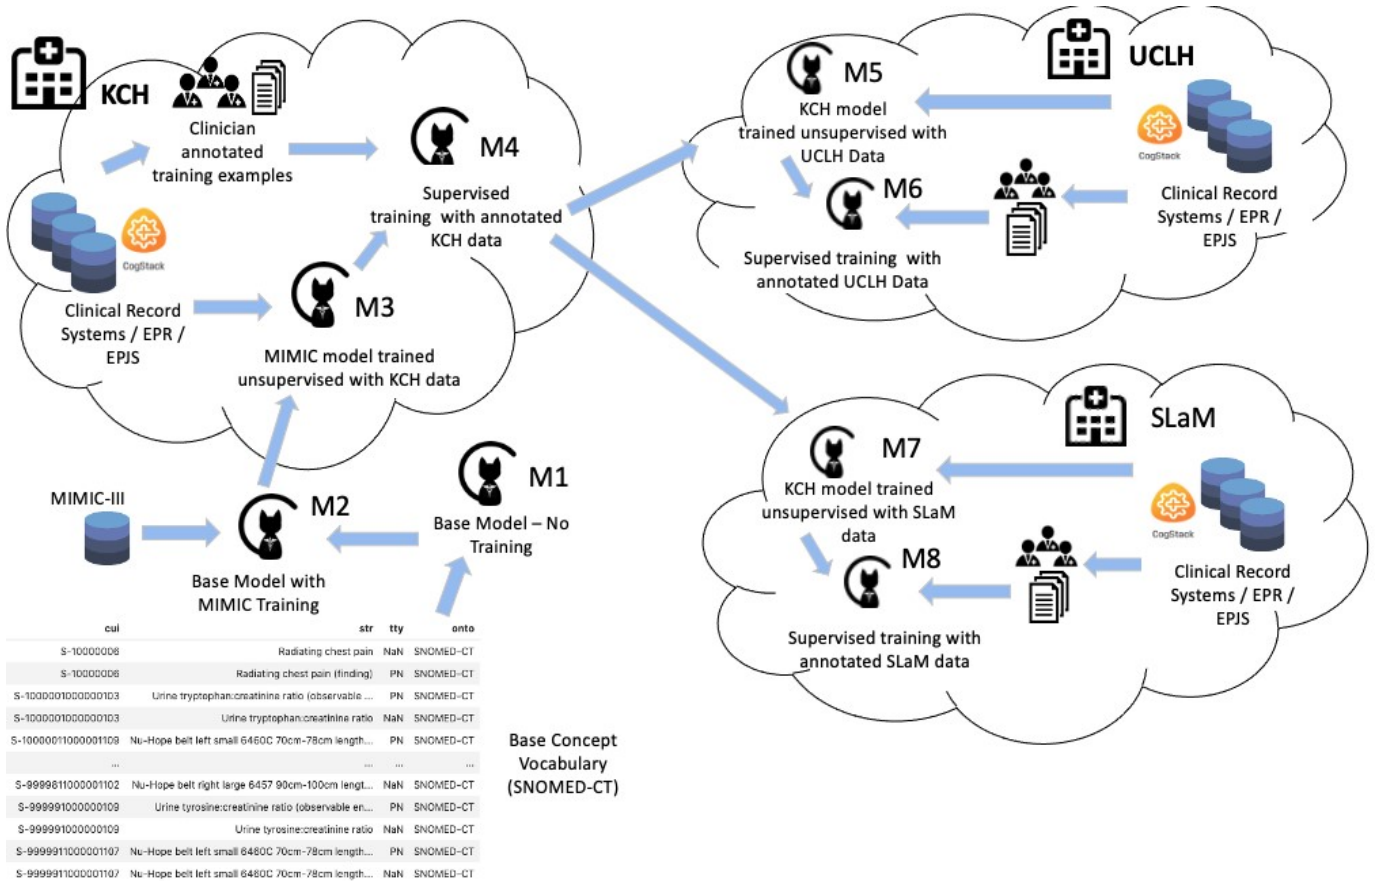 KCH
Clinician
annotated
training examples
M4
Supervised
training with annotated
KCH data
CogStack
Clinical Record
Systems / EPR /
EPJS
M3
MIMIC model trained
unsupervised with KCH data
MIMIC-III
M2
Base Model with
MIMIC Training
M1
Base Model – No
Training
UCLH
M5
KCH model
trained unsupervised with
UCLH Data
M6
Supervised training with
annotated UCLH Data
CogStack
Clinical Record
Systems / EPR /
EPJS
SLaM
M7
KCH model trained
unsupervised with SLaM
data
M8
Supervised training with
annotated SLaM data
CogStack
Clinical Record
Systems / EPR /
EPJS
cui str tty onto
S-10000006 Radiating chest pain NaN SNOMED-CT
S-10000006 Radiating chest pain (finding) PN SNOMED-CT
S-1000001000000103 Urine tryptophan:creatinine ratio (observable ... PN SNOMED-CT
S-1000001000000103 Urine tryptophan:creatinine ratio NaN SNOMED-CT
S-10000011000001109 Nu-Hope belt left small 6460C 70cm-78cm length... PN SNOMED-CT
... ... ... ...
S-9999811000001102 Nu-Hope belt right large 6457 90cm-100cm lengt... NaN SNOMED-CT
S-999991000000109 Urine tyrosine:creatinine ratio (observable en... PN SNOMED-CT
S-999991000000109 Urine tyrosine:creatinine ratio NaN SNOMED-CT
S-9999911000001107 Nu-Hope belt left small 6460C 70cm-78cm length... PN SNOMED-CT
S-9999911000001107 Nu-Hope belt left small 6460C 70cm-78cm length... NaN SNOMED-CT
Base Concept
Vocabulary
(SNOMED-CT)